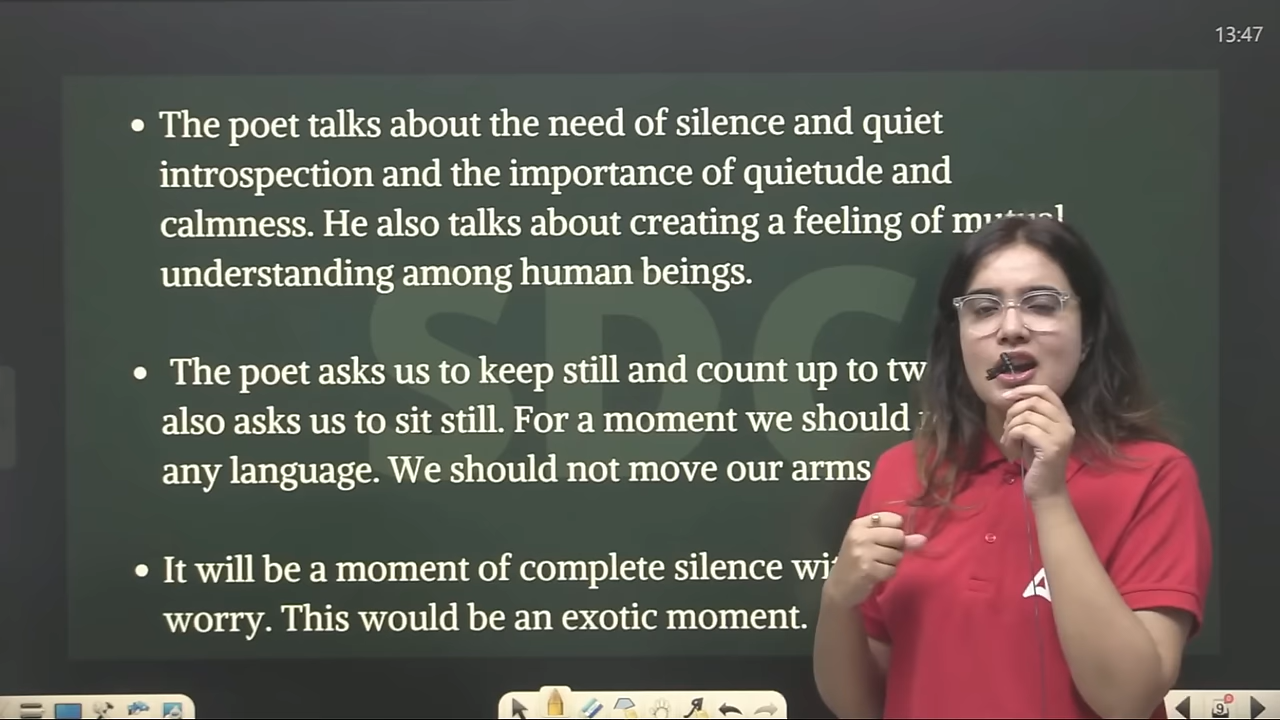 13:47
• The poet talks about the need of silence and quiet
introspection and the importance of quietude and
calmness. He also talks about creating a feeling of mutual
understanding among human beings.
• The poet asks us to keep still and count up to
also asks us to sit still. For a moment we should
any language. We should not move our arms
• It will be a moment of complete silence
worry. This would be an exotic moment.
SDC
9